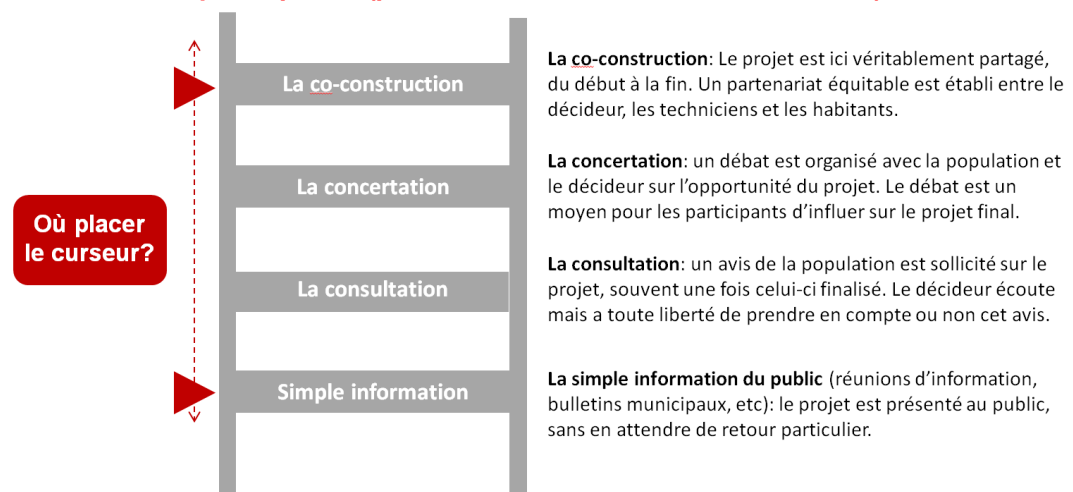 La co-construction
La concertation
La consultation
Simple information
Où placer
le curseur?
La co-construction: Le projet est ici véritablement partagé,
du début à la fin. Un partenariat équitable est établi entre le
décideur, les techniciens et les habitants.
La concertation: un débat est organisé avec la population et
le décideur sur l’opportunité du projet. Le débat est un
moyen pour les participants d’influer sur le projet final.
La consultation: un avis de la population est sollicité sur le
projet, souvent une fois celui-ci finalisé. Le décideur écoute
mais a toute liberté de prendre en compte ou non cet avis.
La simple information du public (réunions d’information,
bulletins municipaux, etc): le projet est présenté au public,
sans en attendre de retour particulier.